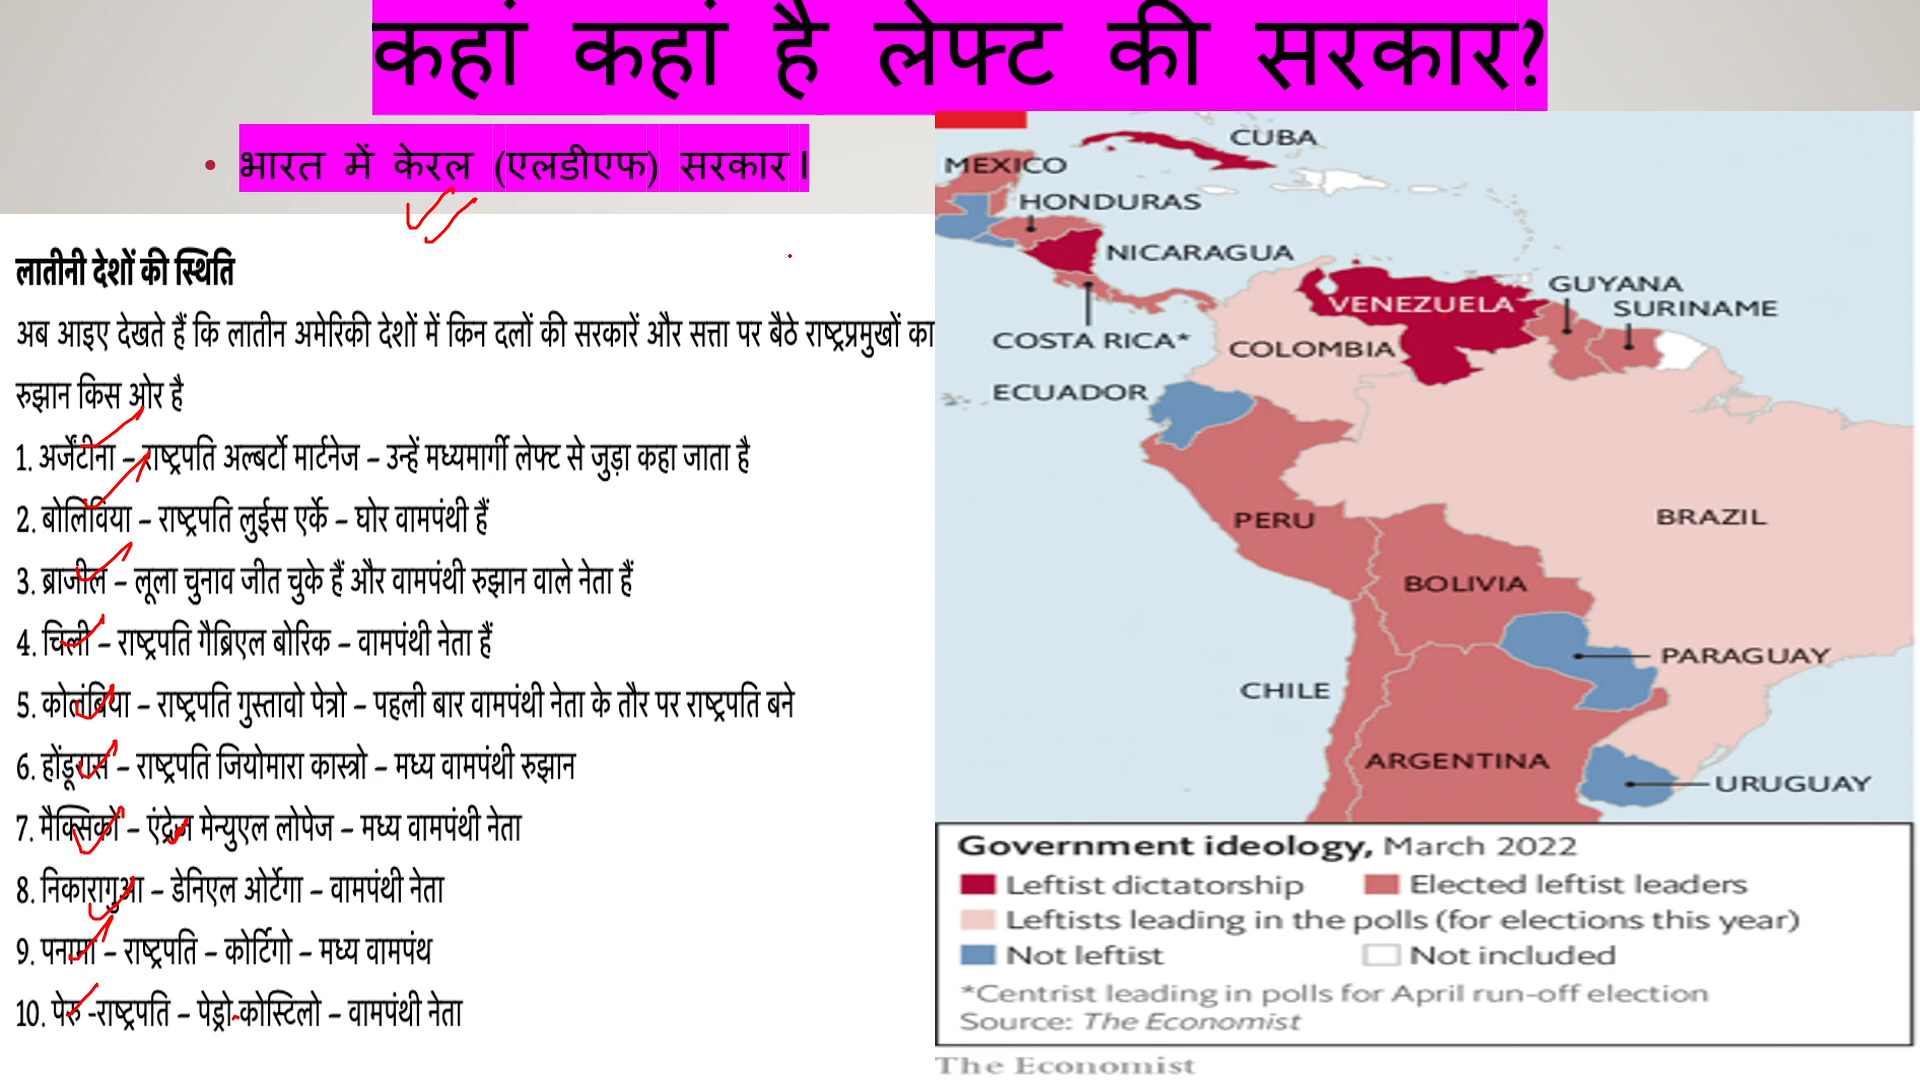 कहां कहां है लेफ्ट की सरकार?
• भारत में केरल (एलडीएफ) सरकार।
लातीनी देशों की स्थिति
अब आइए देखते हैं कि लातीन अमेरिकी देशों में किन दलों की सरकारें और सत्ता पर बैठे राष्ट्रप्रमुखों का
रुझान किस ओर है
1. अर्जेंटीना – राष्ट्रपति अल्बर्टो मार्टनेज – उन्हें मध्यमार्गी लेफ्ट से जुड़ा कहा जाता है
2. बोलिविया – राष्ट्रपति लुईस एर्के – घोर वामपंथी हैं
3. ब्राजील – लूला चुनाव जीत चुके हैं और वामपंथी रुझान वाले नेता हैं
4. चिली – राष्ट्रपति गैब्रिएल बोरिक – वामपंथी नेता हैं
5. कोलंबिया – राष्ट्रपति गुस्तावो पेत्रो – पहली बार वामपंथी नेता के तौर पर राष्ट्रपति बने
6. होंडूरास – राष्ट्रपति जियोमारा कास्त्रो – मध्य वामपंथी रुझान
7. मैक्सिको – एंद्रेज मेन्युएल लोपेज – मध्य वामपंथी नेता
8. निकारागुआ – डेनिएल ओर्टेगा – वामपंथी नेता
9. पनामा – राष्ट्रपति – कोर्टिगो – मध्य वामपंथ
10. पेरु -राष्ट्रपति – पेड्रो-कोस्टिलो – वामपंथी नेता
CUBA
MEXICO
HONDURAS
NICARAGUA
GUYANA
VENEZUELA
SURINAME
COSTA RICA*
COLOMBIA
ECUADOR
PERU
BRAZIL
BOLIVIA
PARAGUAY
CHILE
ARGENTINA
URUGUAY
Government ideology, March 2022
Leftist dictatorship Elected leftist leaders
Leftists leading in the polls (for elections this year)
Not leftist Not included
*Centrist leading in polls for April run-off election
Source: The Economist
The Economist